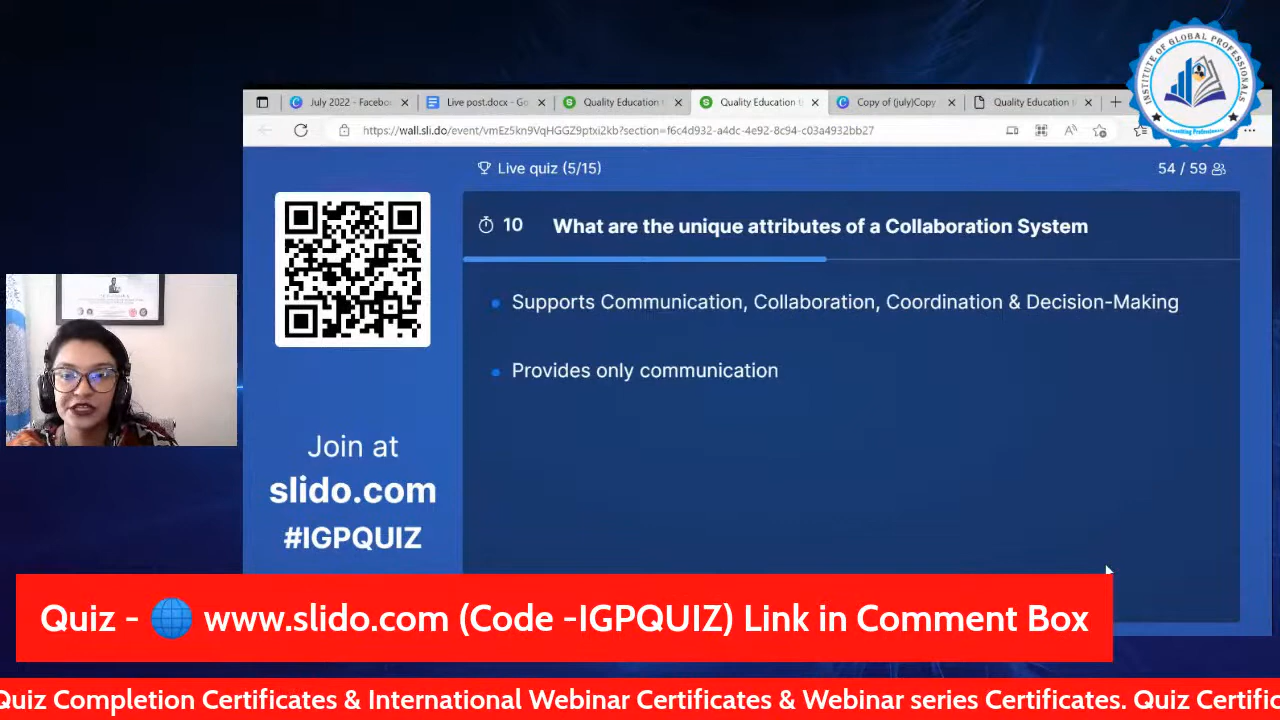 INSTITUTE OF GLOBAL PROFESSIONALS
Connecting Professionals
July 2022 - Faceboo
Live post.docx - Go
Quality Education
Quality Education t
Copy of (july)Copy
Quality Education
https://wall.sli.do/event/vmEz5kn9VqHGGZ9ptxi2kb?section=f6c4d932-a4dc-4e92-8c94-c03a4932bb27
Live quiz (5/15)
54 / 59
10 What are the unique attributes of a Collaboration System
Supports Communication, Collaboration, Coordination & Decision-Making
Provides only communication
Join at
slido.com
#IGPQUIZ
Quiz - www.slido.com (Code -IGPQUIZ) Link in Comment Box
Quiz Completion Certificates & International Webinar Certificates & Webinar series Certificates. Quiz Certific